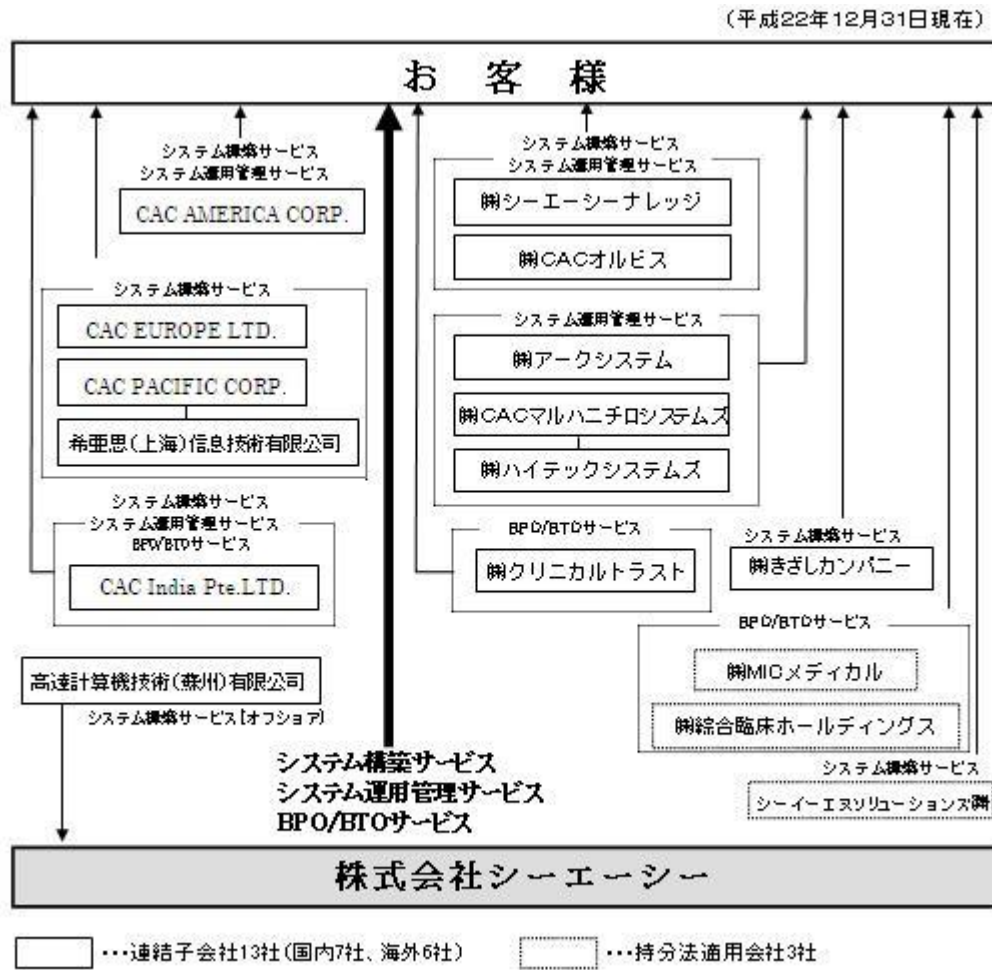 （平成22年12月31日現在）
お 客 様
システム構築サービス
システム運用管理サービス
CAC AMERICA CORP.
システム構築サービス
CAC EUROPE LTD.
CAC PACIFIC CORP.
希亜思（上海）信息技術有限公司
システム構築サービス
システム運用管理サービス
BPO/BTOサービス
CAC India Pte.LTD.
高達計算機技術（蘇州）有限公司
システム構築サービス[オフショア]
システム構築サービス
システム運用管理サービス
BPO/BTOサービス
システム構築サービス
システム運用管理サービス
㈱シーエーシーナレッジ
㈱CACオルビス
システム運用管理サービス
㈱アークシステム
㈱CACマルハニチロシステムズ
㈱ハイテックシステムズ
BPO/BTOサービス
㈱クリニカルトラスト
システム構築サービス
㈱きざしカンパニー
BPO/BTOサービス
㈱MICメディカル
㈱綜合臨床ホールディングス
システム構築サービス
シーイーエヌソリューションズ㈱
株式会社シーエーシー
･･･連結子会社13社（国内7社、海外6社）
･･･持分法適用会社3社